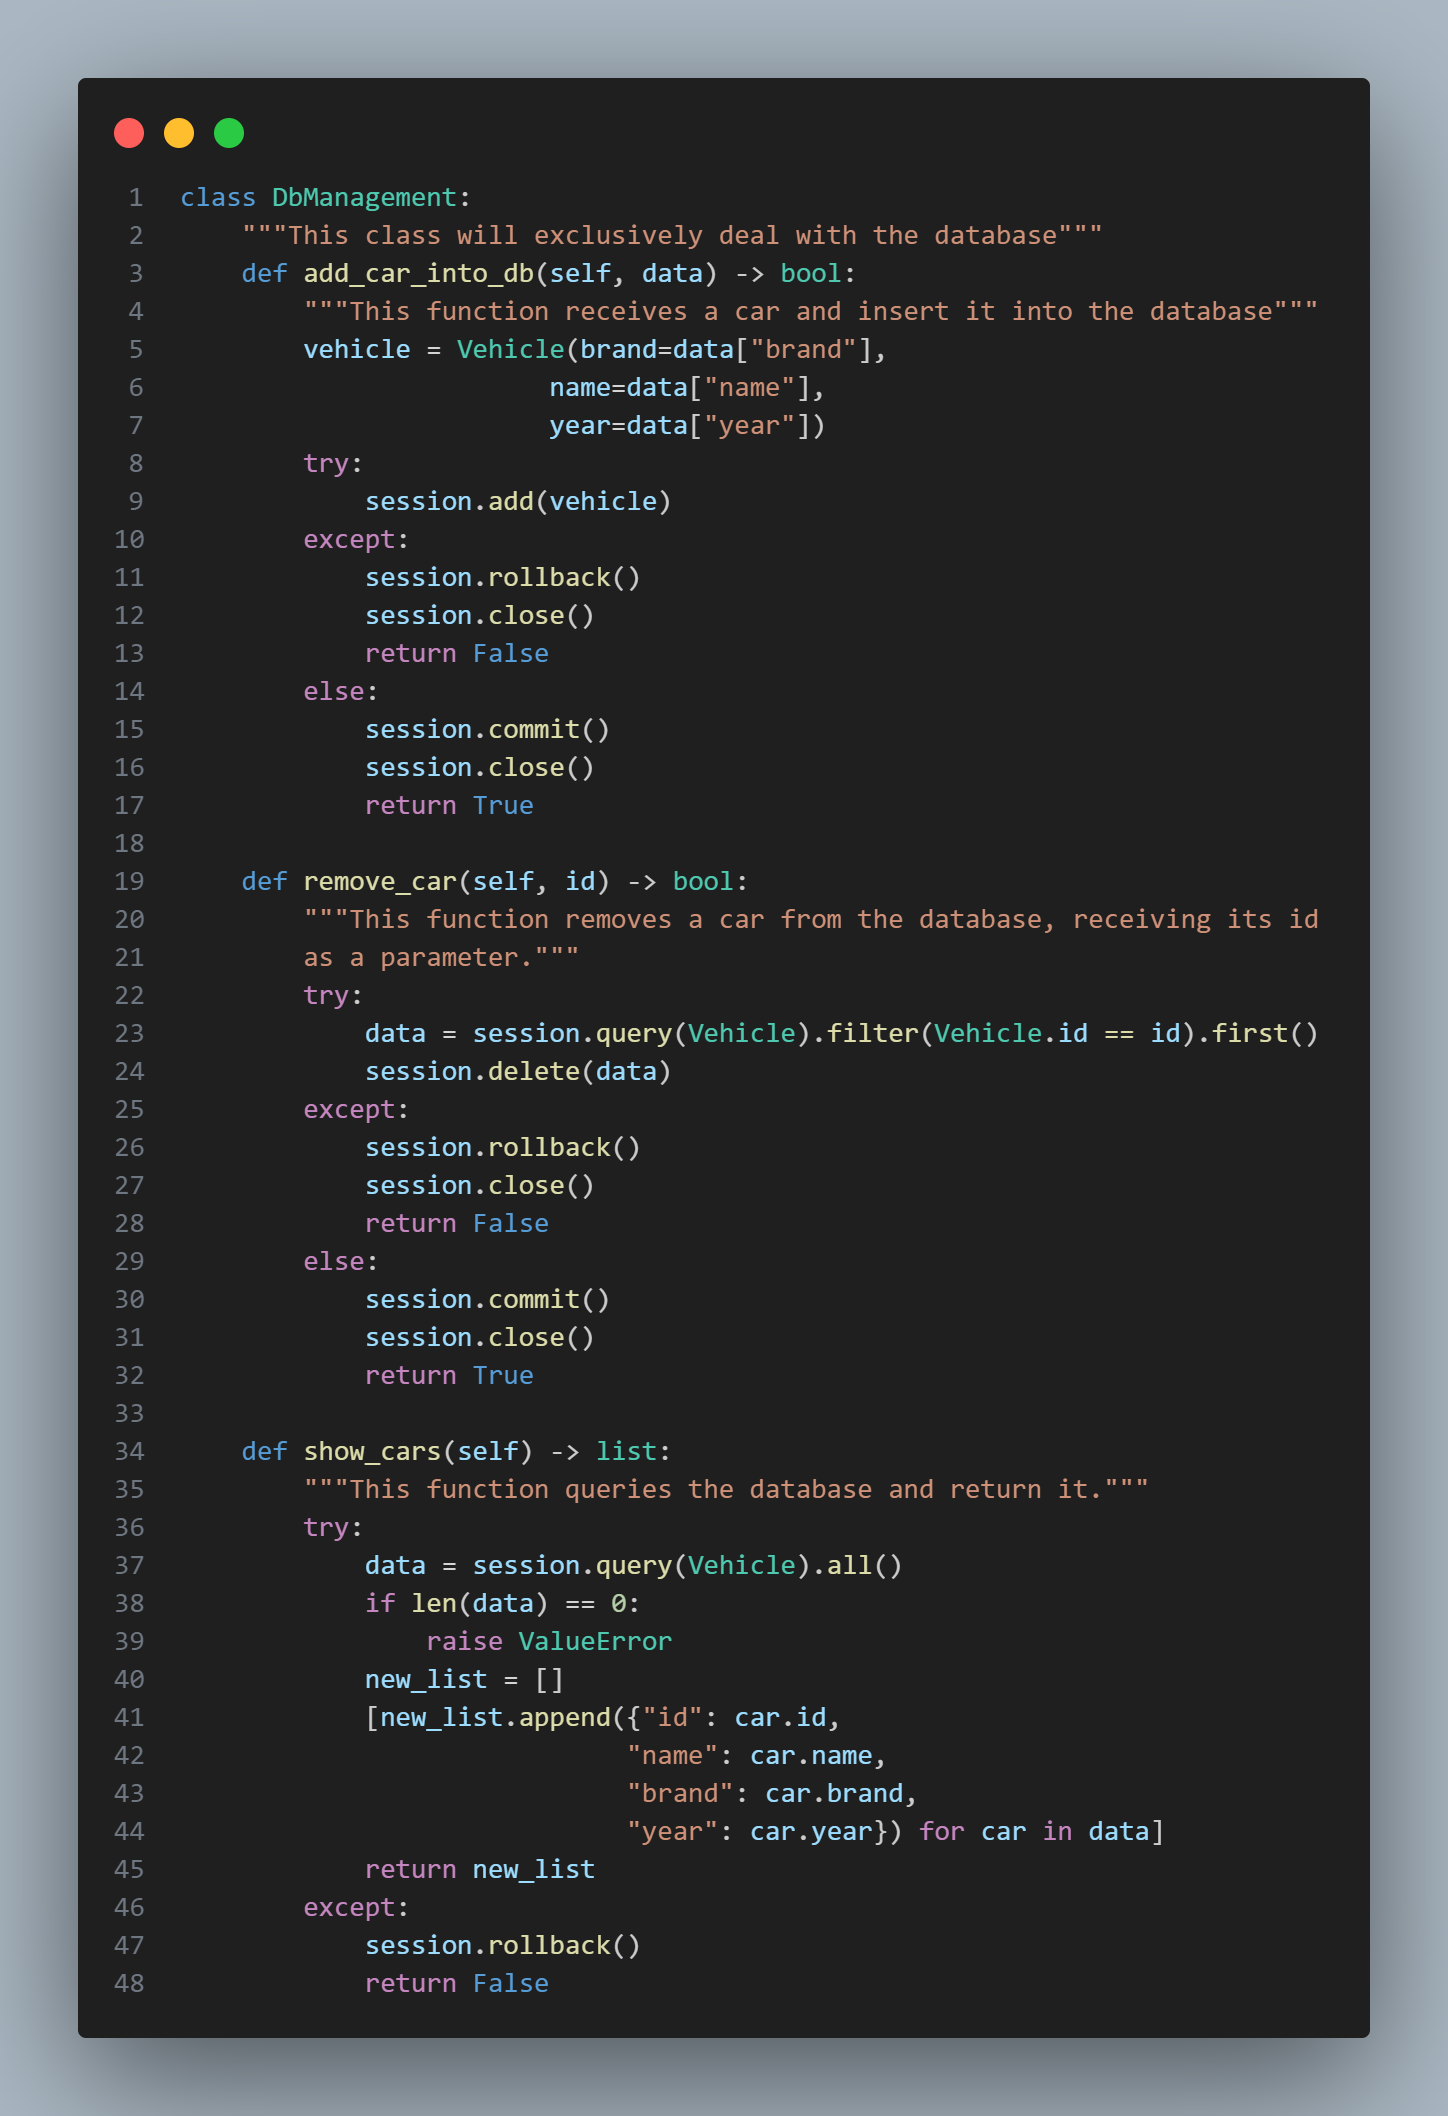 1 class DbManagement:
2     """This class will exclusively deal with the database"""
3     def add_car_into_db(self, data) -> bool:
4         """This function receives a car and insert it into the database"""
5         vehicle = Vehicle(brand=data["brand"],
6                         name=data["name"],
7                         year=data["year"])
8         try:
9             session.add(vehicle)
10         except:
11             session.rollback()
12             session.close()
13             return False
14         else:
15             session.commit()
16             session.close()
17             return True
18
19     def remove_car(self, id) -> bool:
20         """This function removes a car from the database, receiving its id
21         as a parameter."""
22         try:
23             data = session.query(Vehicle).filter(Vehicle.id == id).first()
24             session.delete(data)
25         except:
26             session.rollback()
27             session.close()
28             return False
29         else:
30             session.commit()
31             session.close()
32             return True
33
34     def show_cars(self) -> list:
35         """This function queries the database and return it."""
36         try:
37             data = session.query(Vehicle).all()
38             if len(data) == 0:
39                 raise ValueError
40             new_list = []
41             [new_list.append({"id": car.id,
42                              "name": car.name,
43                              "brand": car.brand,
44                              "year": car.year}) for car in data]
45             return new_list
46         except:
47             session.rollback()
48             return False